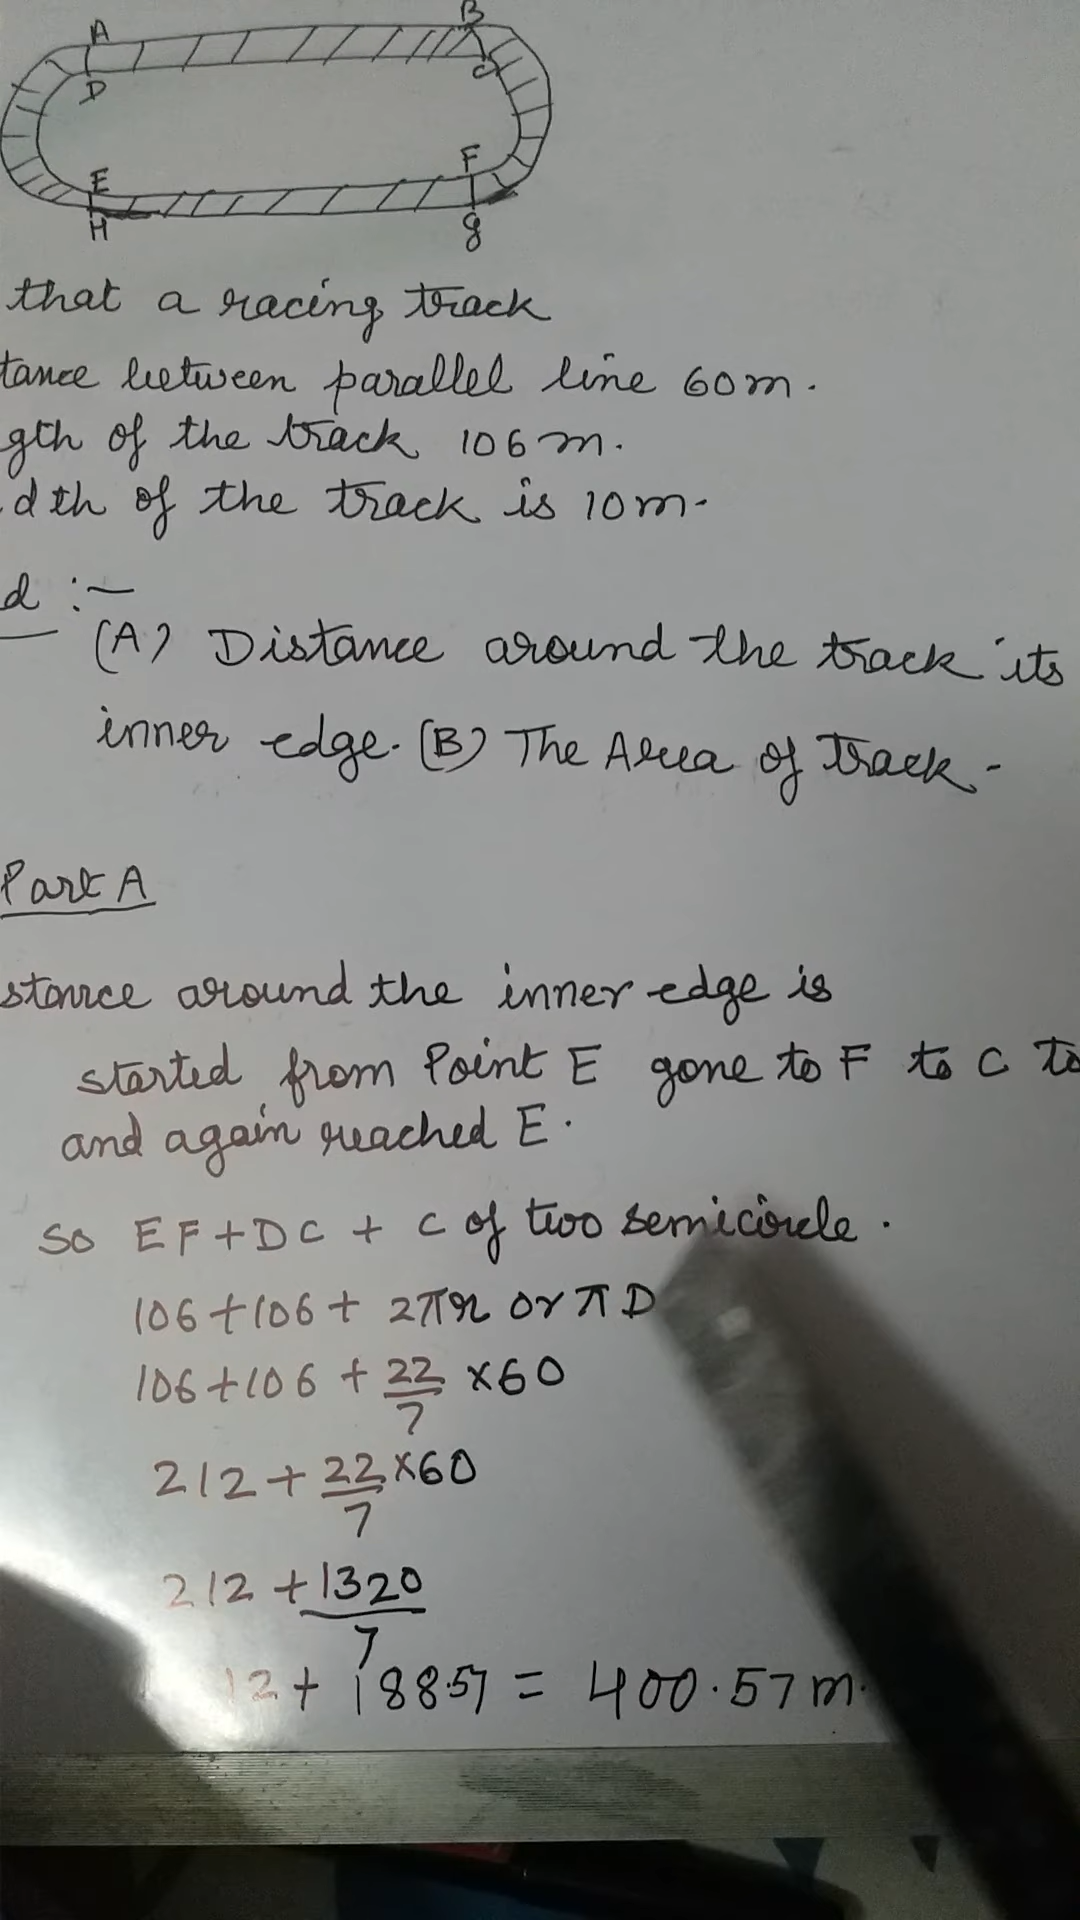 A B
D C
E F
H G
that a racing track
tance between parallel line 60m.
gth of the track 106m.
dth of the track is 10m.
d :-
(A) Distance around the track its
inner edge. (B) The Area of Track.
Part A
stance around the inner edge is
started from Point E gone to F to C to
and again reached E.
So EF+DC + C of two semicircle.
106+106+ 2πr or πD
106+106 + 22/7 ×60
212 + 22/7 ×60
212 + 1320/7
12 + 188.57 = 400.57m.